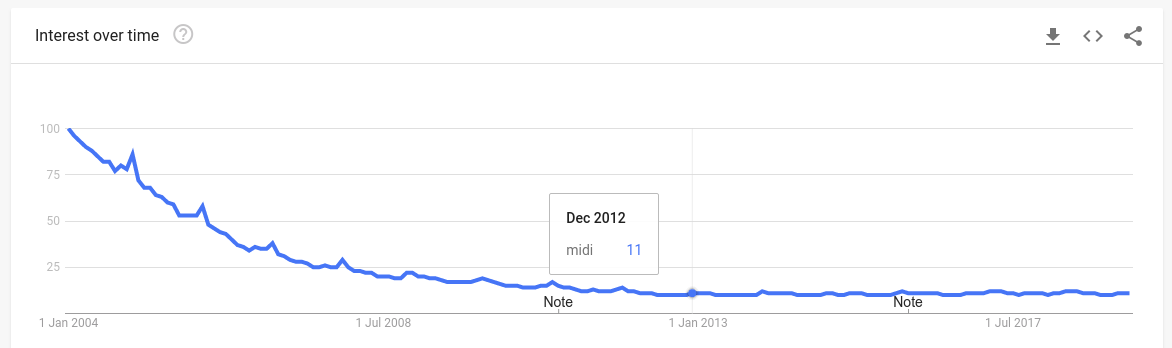 Interest over time
100
75
50
25
Dec 2012
midi 11
Note
Note
1 Jan 2004
1 Jul 2008
1 Jan 2013
1 Jul 2017